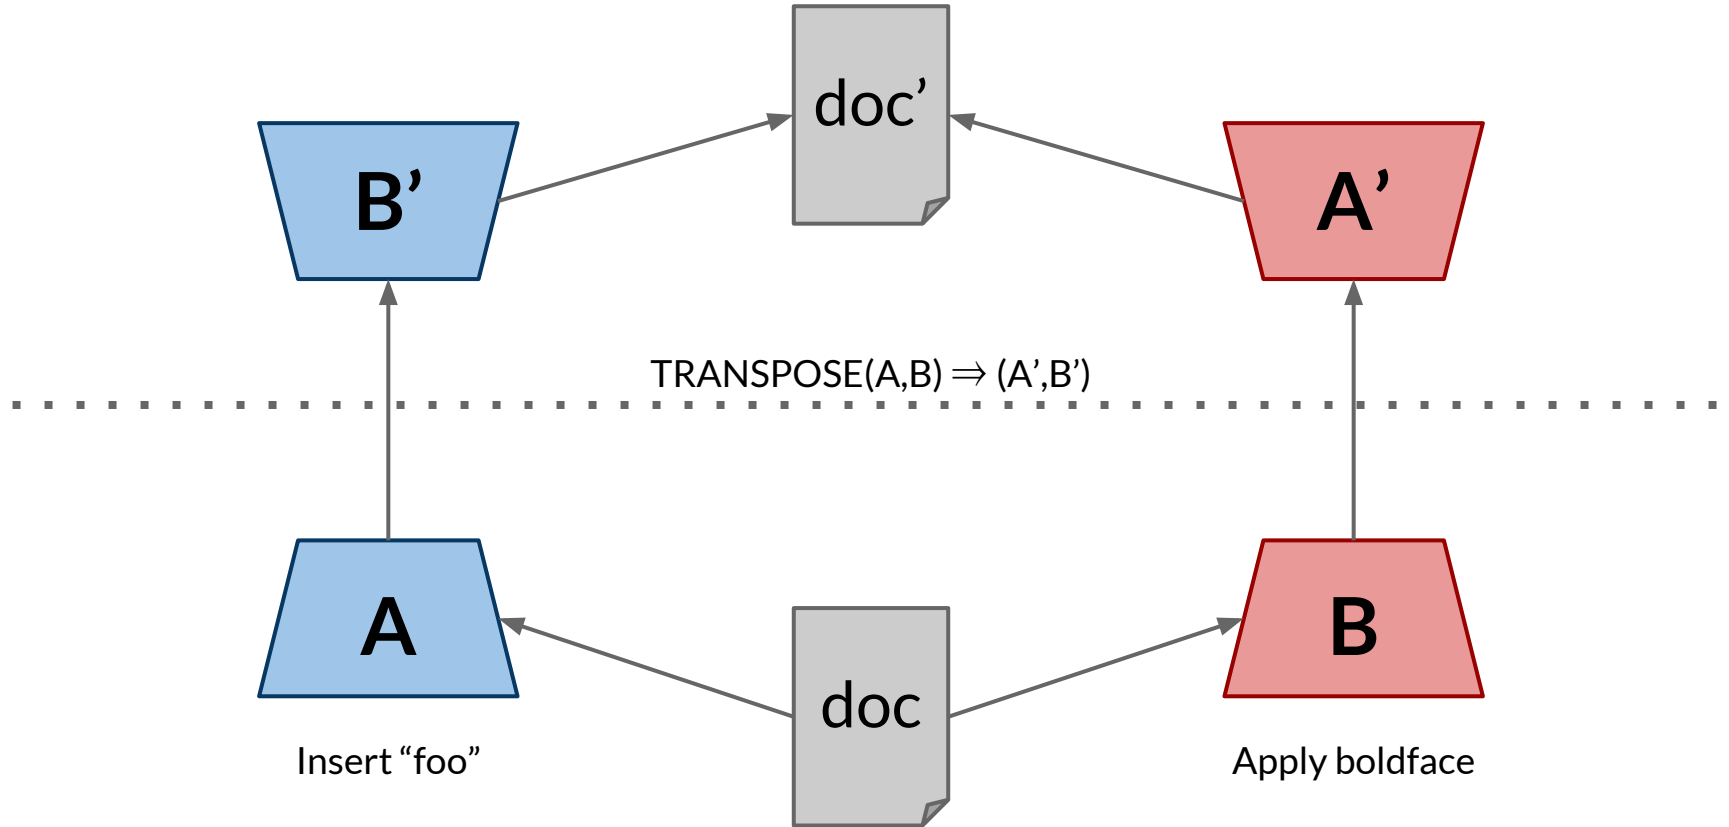 doc’
B’
A’
TRANSPOSE(A,B) ⇒ (A’,B’)
A
B
doc
Insert “foo”
Apply boldface